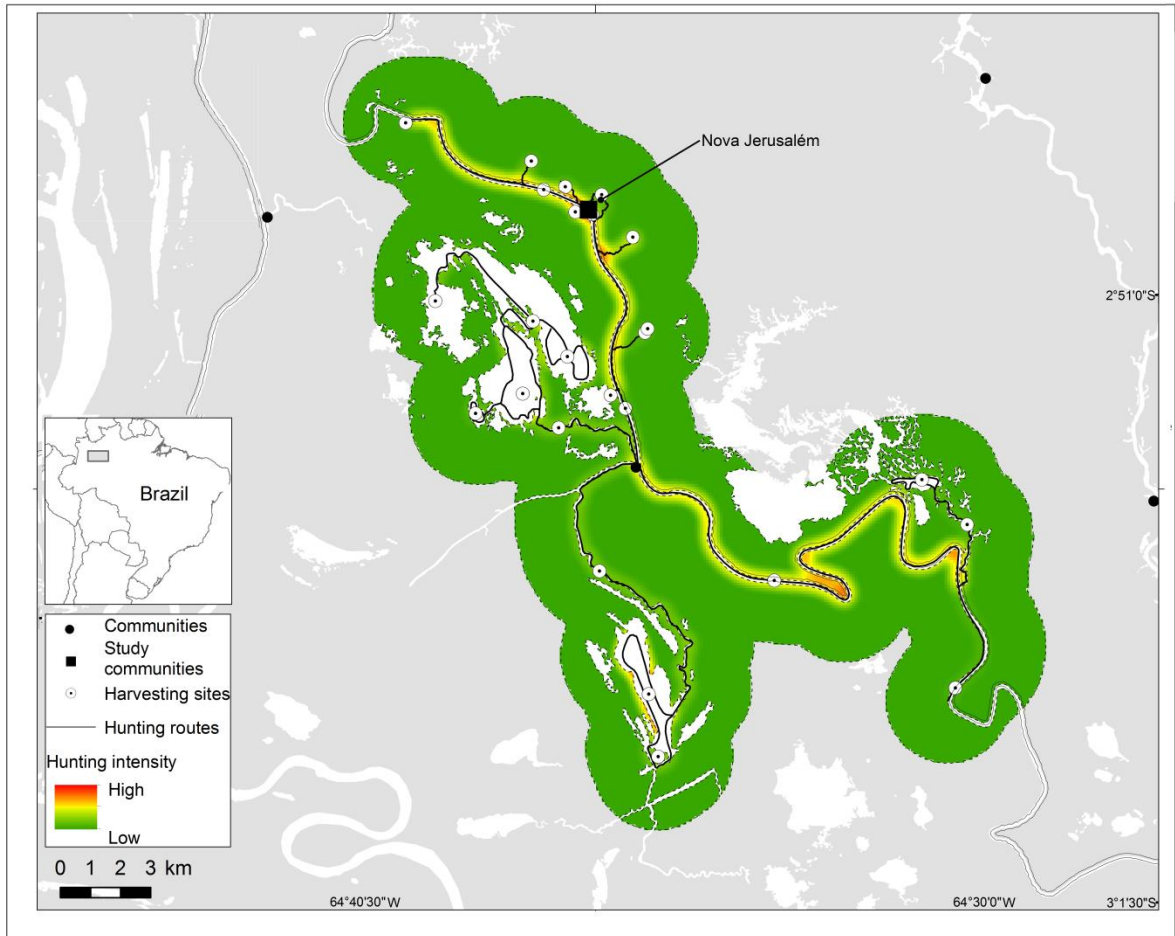 Nova Jerusalém
2°51'0"S
Brazil
Communities
Study
communities
Harvesting sites
Hunting routes
Hunting intensity
High
Low
0 1 2 3 km
64°40'30"W
64°30'0"W
3°1'30"S